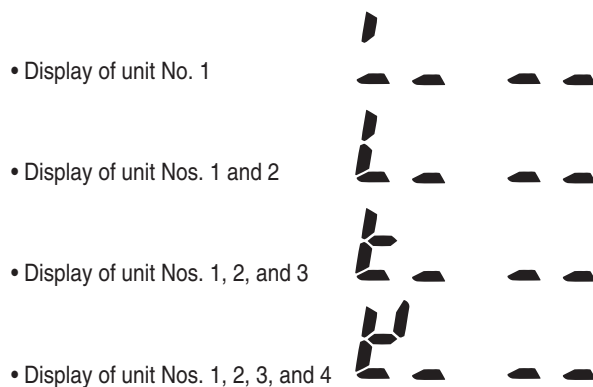 • Display of unit No. 1
• Display of unit Nos. 1 and 2
• Display of unit Nos. 1, 2, and 3
• Display of unit Nos. 1, 2, 3, and 4